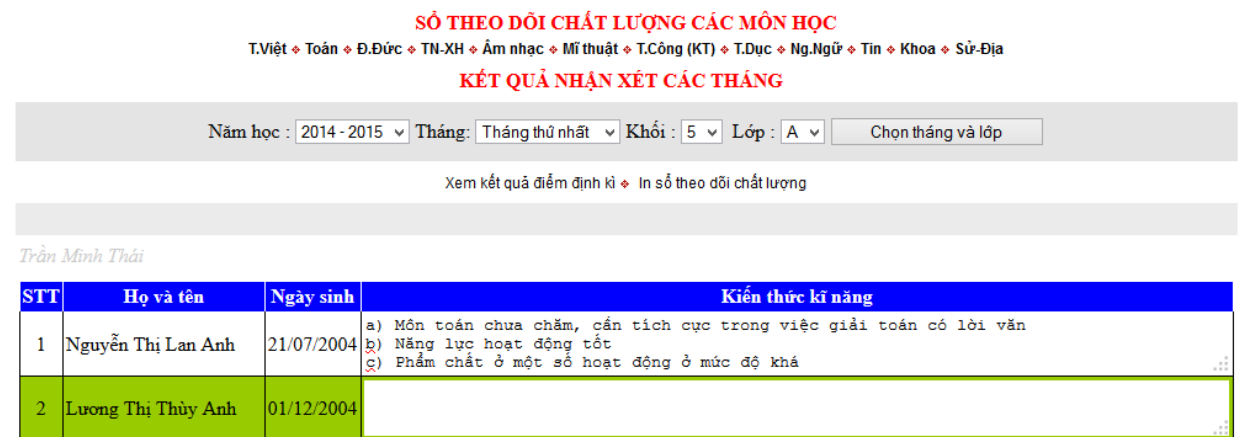 SỔ THEO DÕI CHẤT LƯỢNG CÁC MÔN HỌC
T.Việt ❖ Toán ❖ Đ.Đức ❖ TN-XH ❖ Âm nhạc ❖ Mĩ thuật ❖ T.Công (KT) ❖ T.Dục ❖ Ng.Ngữ ❖ Tin ❖ Khoa ❖ Sử-Địa
KẾT QUẢ NHẬN XÉT CÁC THÁNG
Năm học : 2014 - 2015 Tháng: Tháng thứ nhất Khối : 5 Lớp : A Chọn tháng và lớp
Xem kết quả điểm định kì ❖ In sổ theo dõi chất lượng
Trần Minh Thái
STT Họ và tên Ngày sinh Kiến thức kĩ năng
1 Nguyễn Thị Lan Anh 21/07/2004 a) Môn toán chưa chăm, cần tích cực trong việc giải toán có lời văn
b) Năng lực hoạt động tốt
c) Phẩm chất ở một số hoạt động ở mức độ khá
2 Lương Thị Thùy Anh 01/12/2004